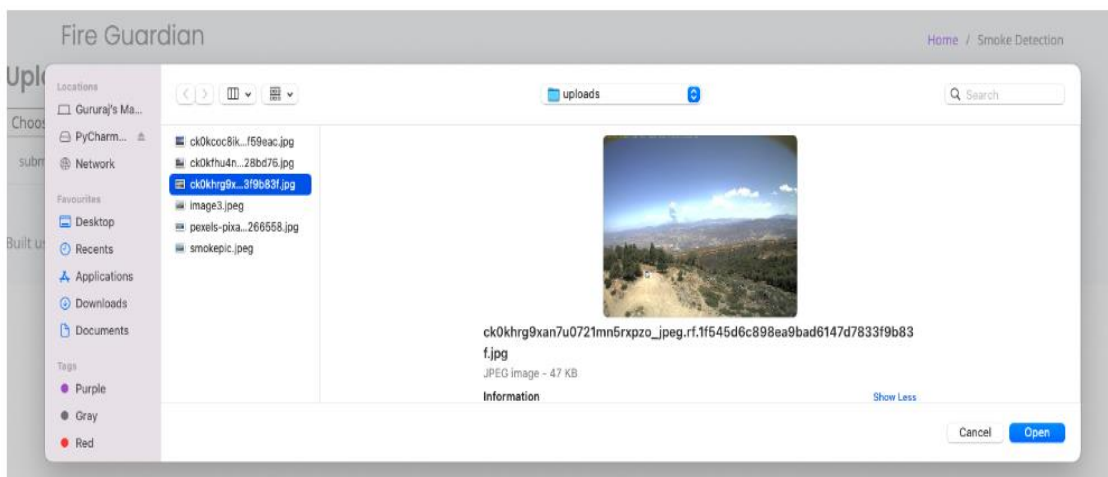 Fire Guardian
Home / Smoke Detection
Uplo
Choos
subm
Built us
Locations
Gururaj's Ma...
PyCharm...
Network
Favourites
Desktop
Recents
Applications
Downloads
Documents
Tags
Purple
Gray
Red
uploads
Search
ck0kcoc8ik...f59eac.jpg
ck0kfhu4n...28bd76.jpg
ck0khrg9x...3f9b83f.jpg
image3.jpeg
pexels-pixa...266558.jpg
smokepic.jpeg
ck0khrg9xan7u0721mn5rxpzo_jpeg.rf.1f545d6c898ea9bad6147d7833f9b83
f.jpg
JPEG image - 47 KB
Information
Show Less
Cancel
Open